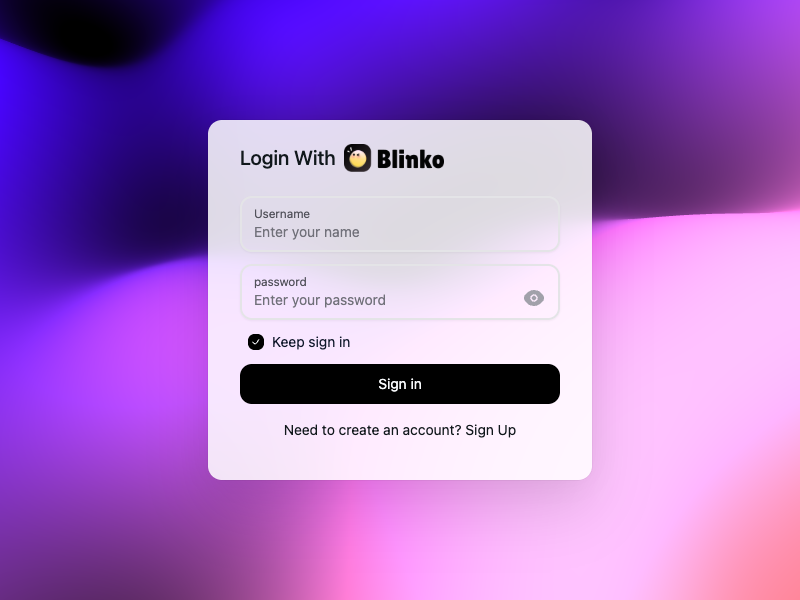 Login With Blinko
Username
Enter your name
password
Enter your password
Keep sign in
Sign in
Need to create an account? Sign Up